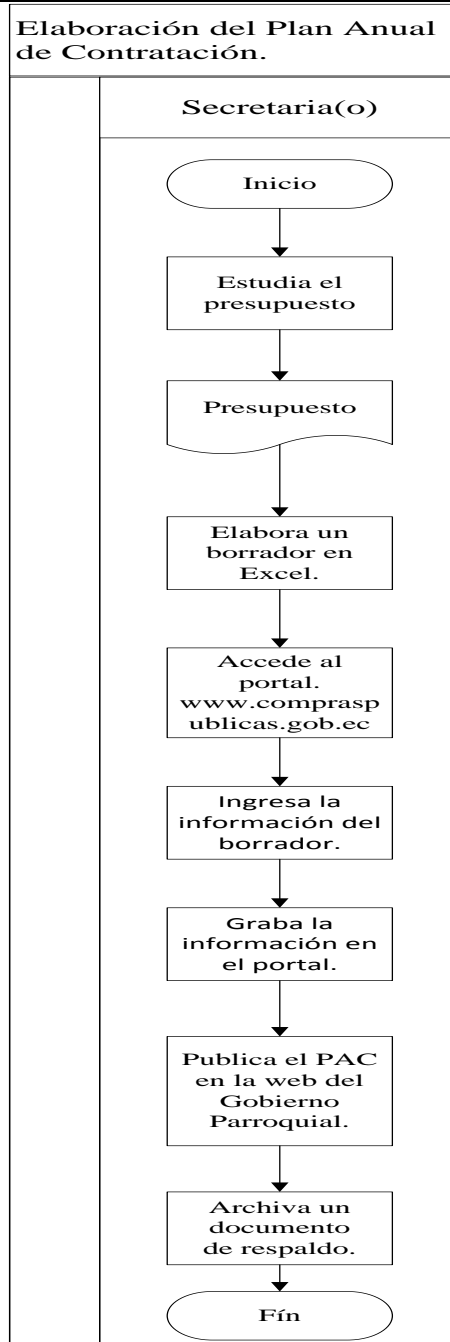 Elaboración del Plan Anual
de Contratación.
Secretaria(o)
Inicio
Estudia el
presupuesto
Presupuesto
Elabora un
borrador en
Excel.
Accede al
portal.
www.comprasp
ublicas.gob.ec
Ingresa la
información del
borrador.
Graba la
información en
el portal.
Publica el PAC
en la web del
Gobierno
Parroquial.
Archiva un
documento
de respaldo.
Fín